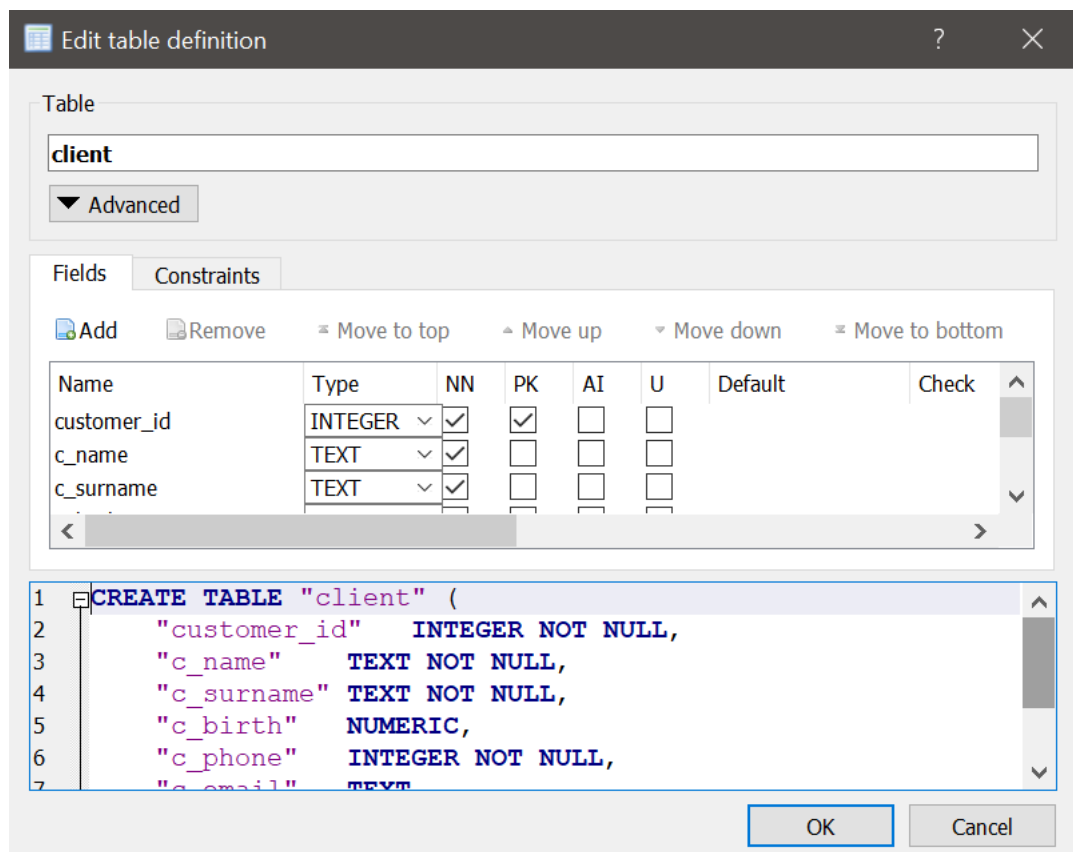 Edit table definition ?
Table
client
Advanced
Fields Constraints
Add Remove Move to top Move up Move down Move to bottom
Name Type NN PK AI U Default Check
customer_id INTEGER
c_name TEXT
c_surname TEXT
1 CREATE TABLE "client" (
2 "customer_id" INTEGER NOT NULL,
3 "c_name" TEXT NOT NULL,
4 "c_surname" TEXT NOT NULL,
5 "c_birth" NUMERIC,
6 "c_phone" INTEGER NOT NULL,
7 "c_email" TEXT
OK Cancel